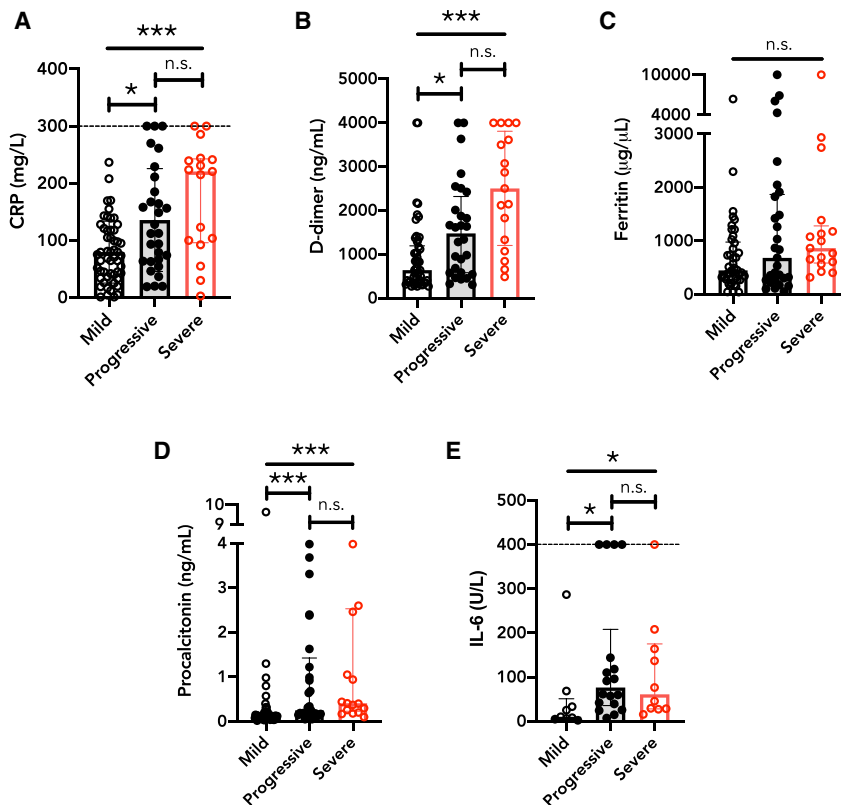 A
***
n.s.
*
400
300
200
100
0
CRP (mg/L)
Mild
Progressive
Severe
B
***
n.s.
*
5000
4000
3000
2000
1000
0
D-dimer (ng/mL)
Mild
Progressive
Severe
C
n.s.
10000
4000
3000
2000
1000
0
Ferritin (µg/µL)
Mild
Progressive
Severe
D
***
***
n.s.
10
9
4
3
2
1
0
Procalcitonin (ng/mL)
Mild
Progressive
Severe
E
*
n.s.
*
500
400
300
200
100
0
IL-6 (U/L)
Mild
Progressive
Severe